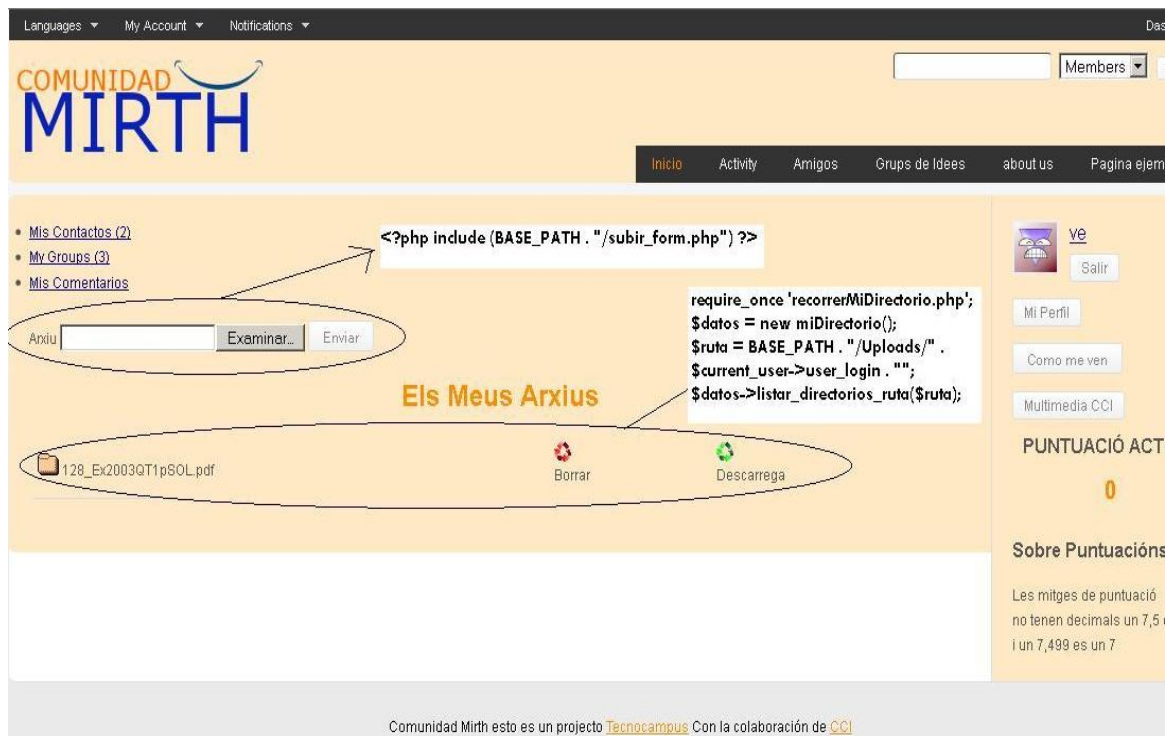 Languages My Account Notifications
COMUNIDAD
MIRTH
Members
Inicio Activity Amigos Grups de Idees about us Pagina ejem
Mis Contactos (2)
My Groups (3)
Mis Comentarios
<?php include (BASE_PATH . "/subir_form.php") ?>
Arxiu Examinar... Enviar
require_once 'recorrerMiDirectorio.php';
$datos = new miDirectorio();
$ruta = BASE_PATH . "/Uploads/" .
$current_user->user_login . "";
$datos->listar_directorios_ruta($ruta);
Els Meus Arxius
128_Ex2003QT1pSOL.pdf
Borrar
Descarrega
ve
Salir
Mi Perfil
Como me ven
Multimedia CCI
PUNTUACIÓ ACT
0
Sobre Puntuacións
Les mitges de puntuació
no tenen decimals un 7,5
i un 7,499 es un 7
Comunidad Mirth esto es un projecto Tecnocampus Con la colaboración de CCI